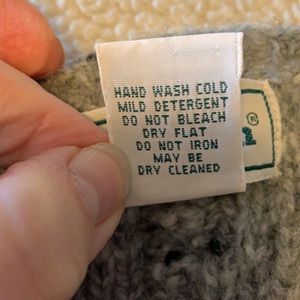 HAND WASH COLD
MILD DETERGENT
DO NOT BLEACH
DRY FLAT
DO NOT IRON
MAY BE
DRY CLEANED